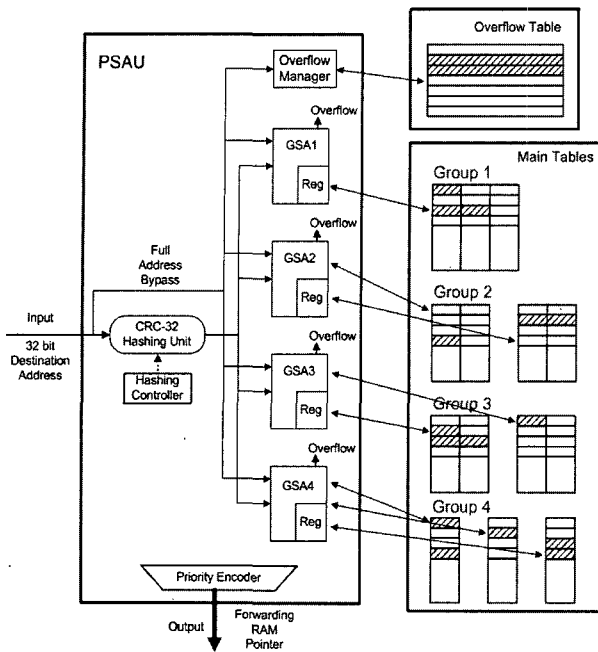 PSAU
Overflow
Manager
Overflow
GSA1
Reg
Overflow
GSA2
Reg
Overflow
GSA3
Reg
Overflow
GSA4
Reg
Full
Address
Bypass
Input
32 bit
Destination
Address
CRC-32
Hashing Unit
Hashing
Controller
Priority Encoder
Output
Forwarding
RAM
Pointer
Overflow Table
Main Tables
Group 1
Group 2
Group 3
Group 4